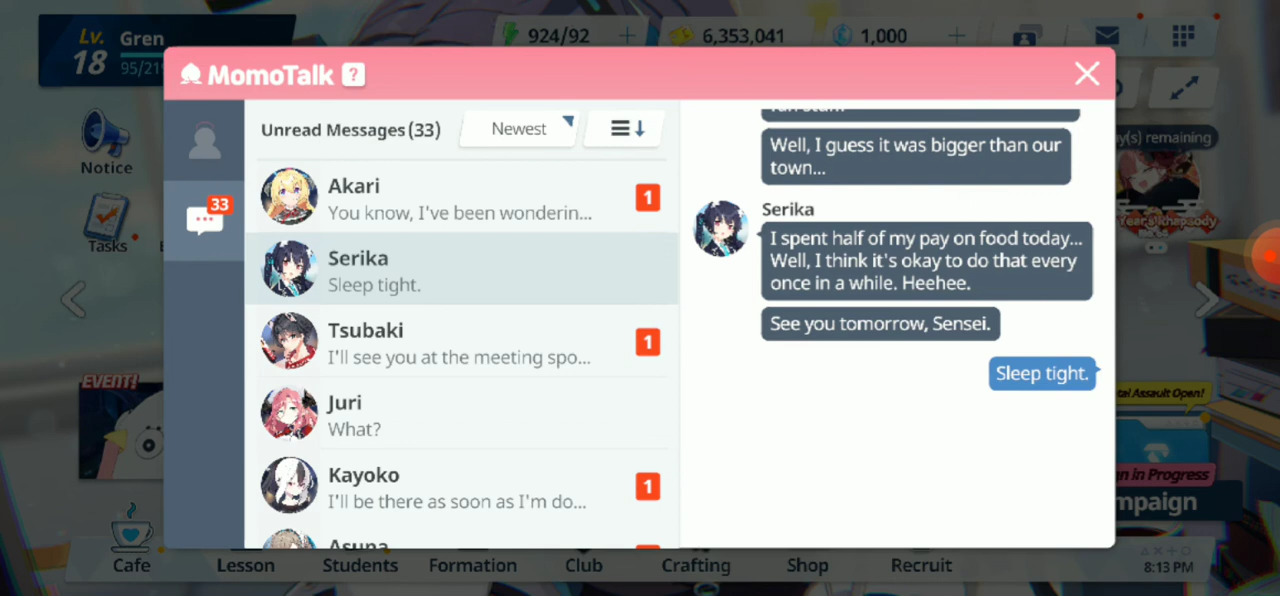 Lv. 18
Gren
924/92
6,353,041
1,000
MomoTalk ?
Notice
Tasks
33
Unread Messages (33)
Newest
Akari
You know, I've been wonderin...
1
Serika
Sleep tight.
Tsubaki
I'll see you at the meeting spo...
1
Juri
What?
Kayoko
I'll be there as soon as I'm do...
1
Asuna
Well, I guess it was bigger than our
town...
Serika
I spent half of my pay on food today...
Well, I think it's okay to do that every
once in a while. Heehee.
See you tomorrow, Sensei.
Sleep tight.
remaining
EVENT!
Open!
in Progress
Cafe
Lesson
Students
Formation
Club
Crafting
Shop
Recruit
8:13 PM